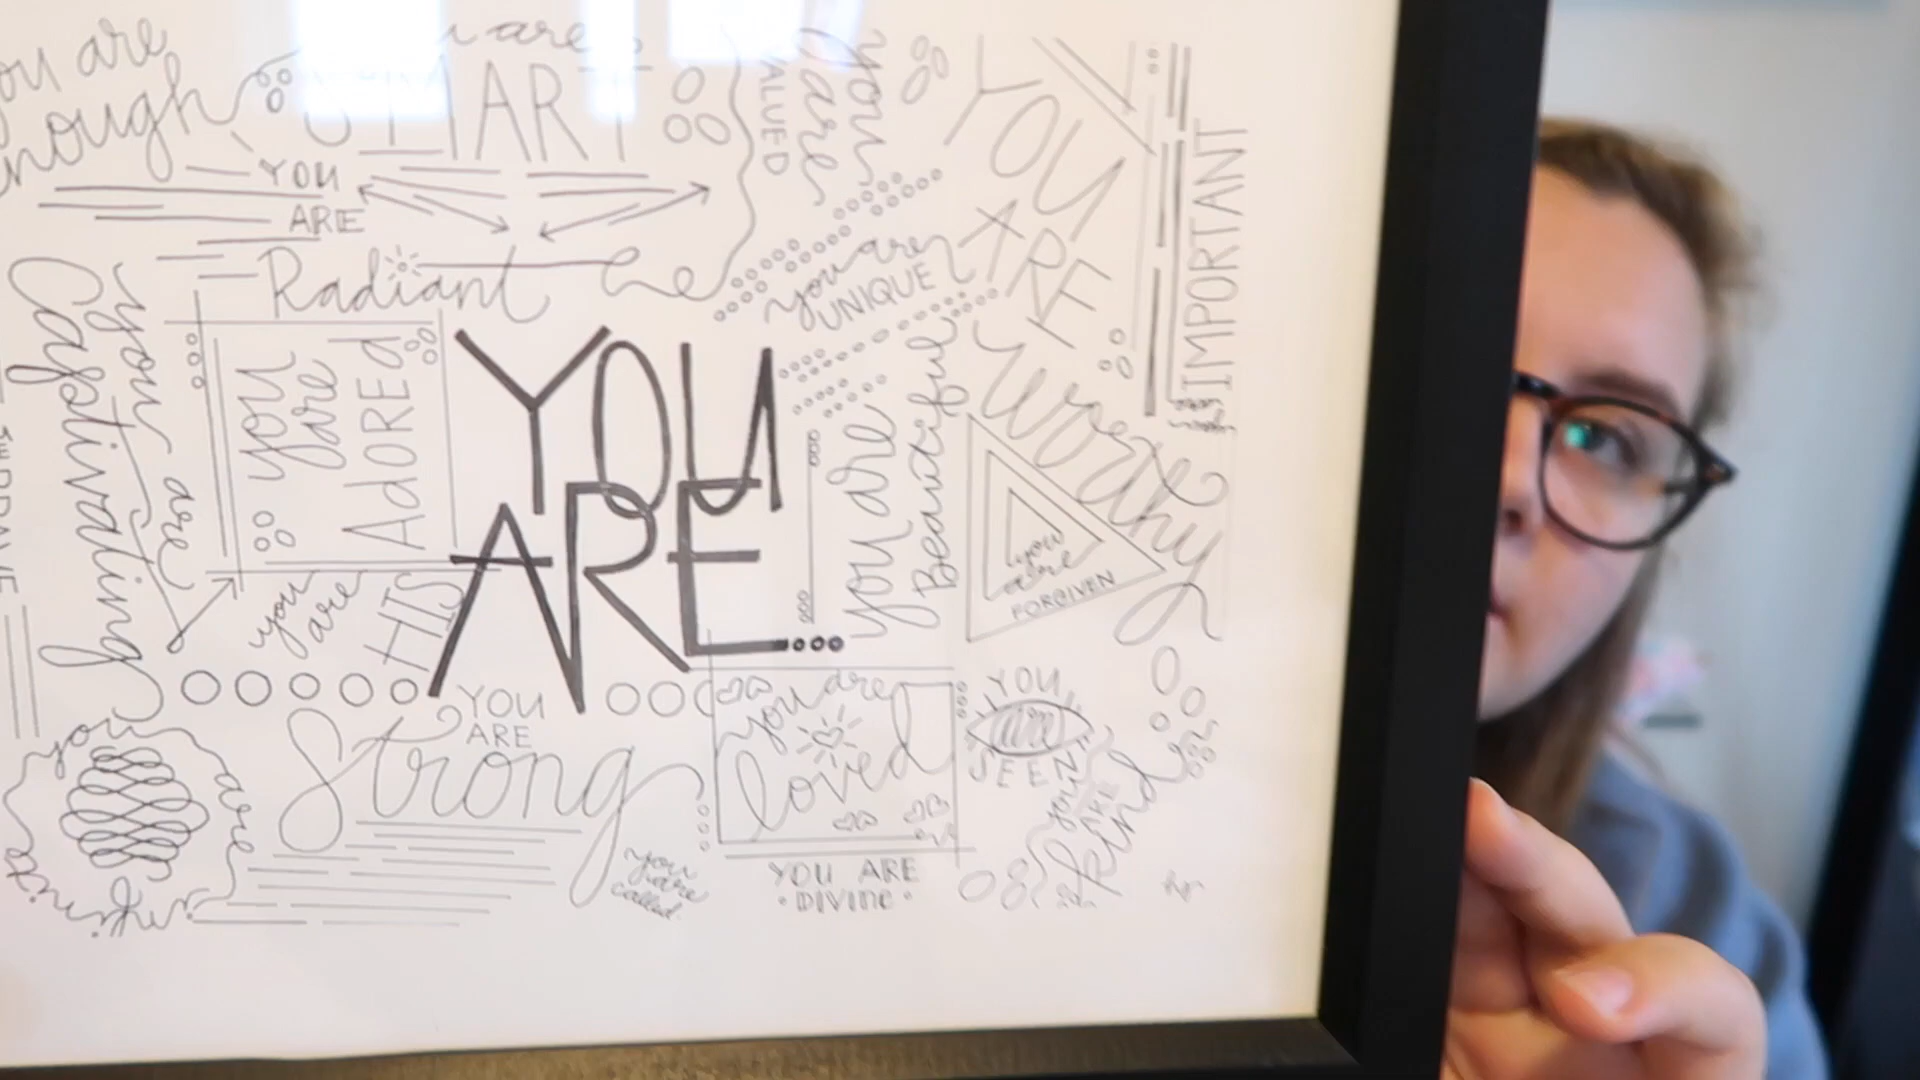 you are
enough
are
SMART
YOU
ARE
Radiant
you are
VALUED
YOU
ARE
IMPORTANT
you are
UNIQUE
you are
Captivating
you
are
AdOREd
YOU
ARE...
you are
Beautiful
worthy
you
are
FORGIVEN
you
are
HIS
YOU
ARE
Strong
you are
loved
YOU
are
SEEN
you
ARE
kind
you
are
called
YOU ARE
·DIVINE·
you
are